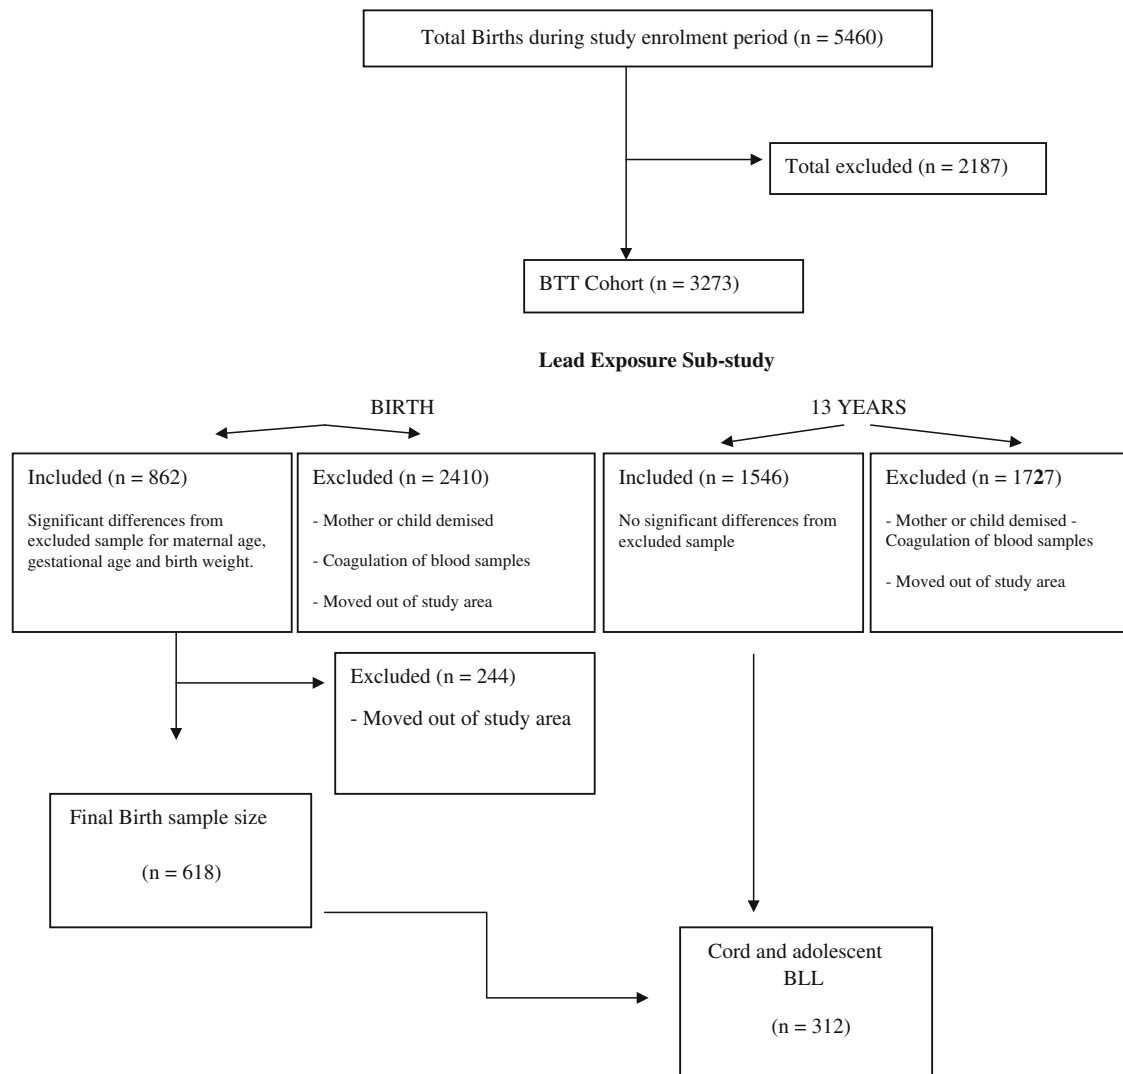 Total Births during study enrolment period (n = 5460)
Total excluded (n = 2187)
BTT Cohort (n = 3273)
Lead Exposure Sub-study
BIRTH
13 YEARS
Included (n = 862)
Significant differences from
excluded sample for maternal age,
gestational age and birth weight.
Excluded (n = 2410)
- Mother or child demised
- Coagulation of blood samples
- Moved out of study area
Included (n = 1546)
No significant differences from
excluded sample
Excluded (n = 1727)
- Mother or child demised -
Coagulation of blood samples
- Moved out of study area
Excluded (n = 244)
- Moved out of study area
Final Birth sample size
(n = 618)
Cord and adolescent
BLL
(n = 312)